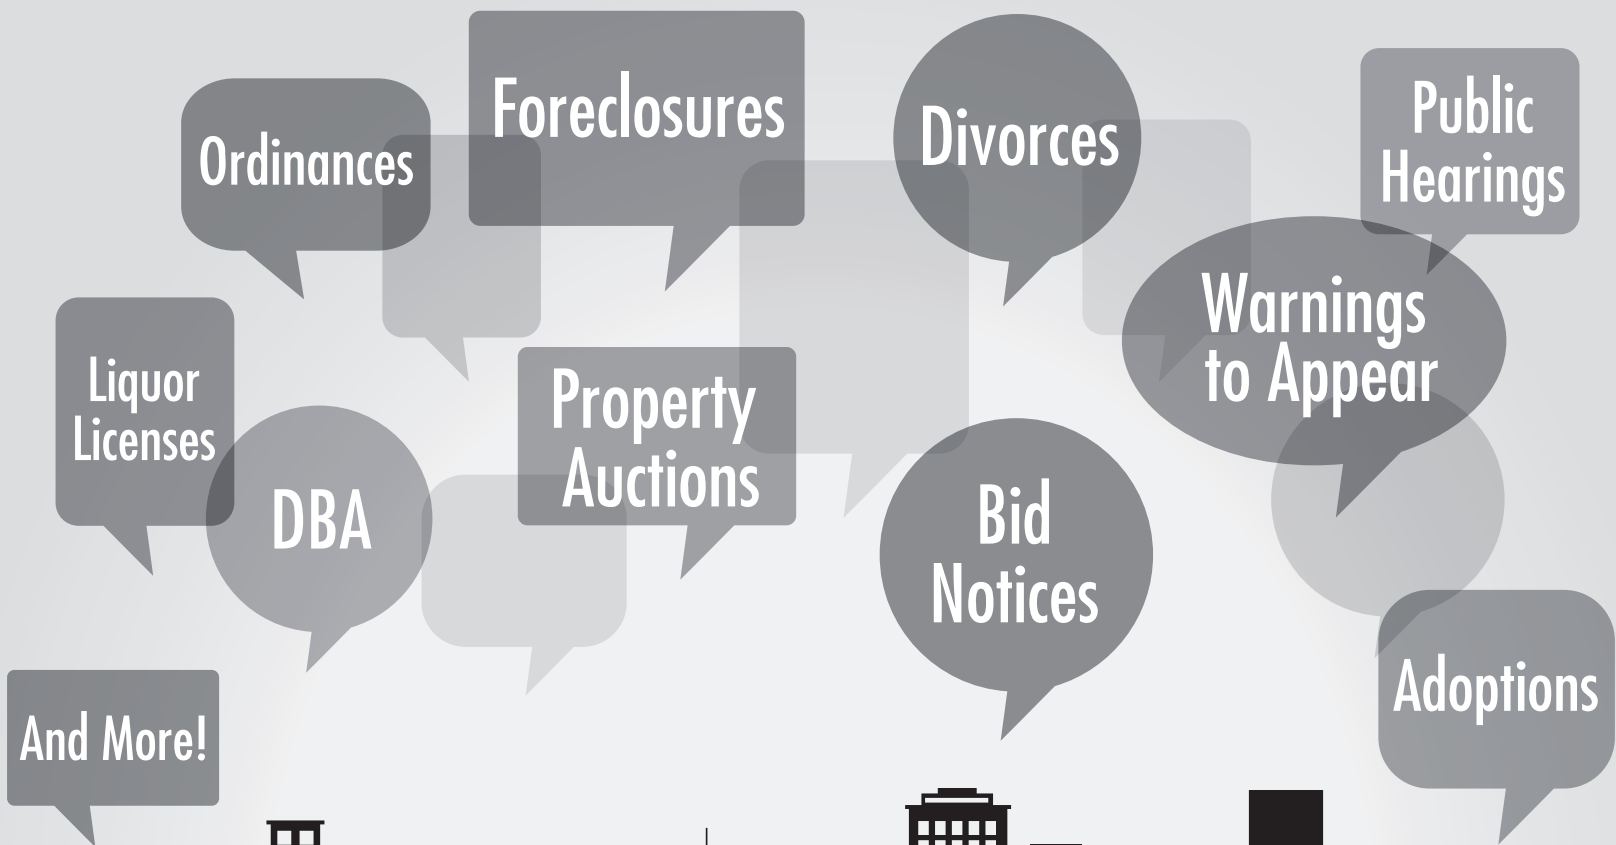 Foreclosures
Divorces
Public
Hearings
Ordinances
Warnings
to Appear
Liquor
Licenses
Property
Auctions
DBA
Bid
Notices
Adoptions
And More!